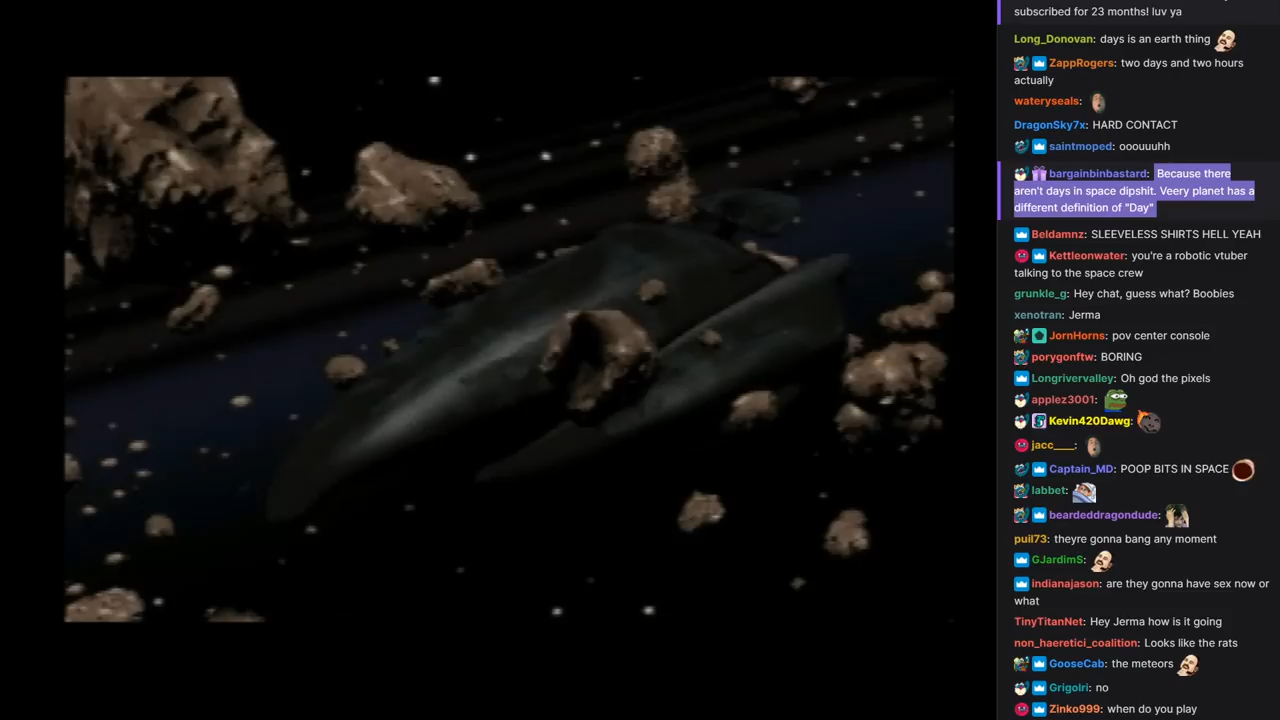 subscribed for 23 months! luv ya
Long_Donovan: days is an earth thing
ZappRogers: two days and two hours
actually
wateryseals:
DragonSky7x: HARD CONTACT
saintmoped: ooouuuhh
bargainbinbastard: Because there
aren't days in space dipshit. Veery planet has a
different definition of "Day"
Beldamnz: SLEEVELESS SHIRTS HELL YEAH
Kettleonwater: you're a robotic vtuber
talking to the space crew
grunkle_g: Hey chat, guess what? Boobies
xenotran: Jerma
JornHorns: pov center console
porygonftw: BORING
Longrivervalley: Oh god the pixels
applez3001:
Kevin420Dawg:
jacc____:
Captain_MD: POOP BITS IN SPACE
labbet:
beardeddragondude:
puil73: theyre gonna bang any moment
GJardimS:
indianajason: are they gonna have sex now or
what
TinyTitanNet: Hey Jerma how is it going
non_haeretici_coalition: Looks like the rats
GooseCab: the meteors
Grigolri: no
Zinko999: when do you play